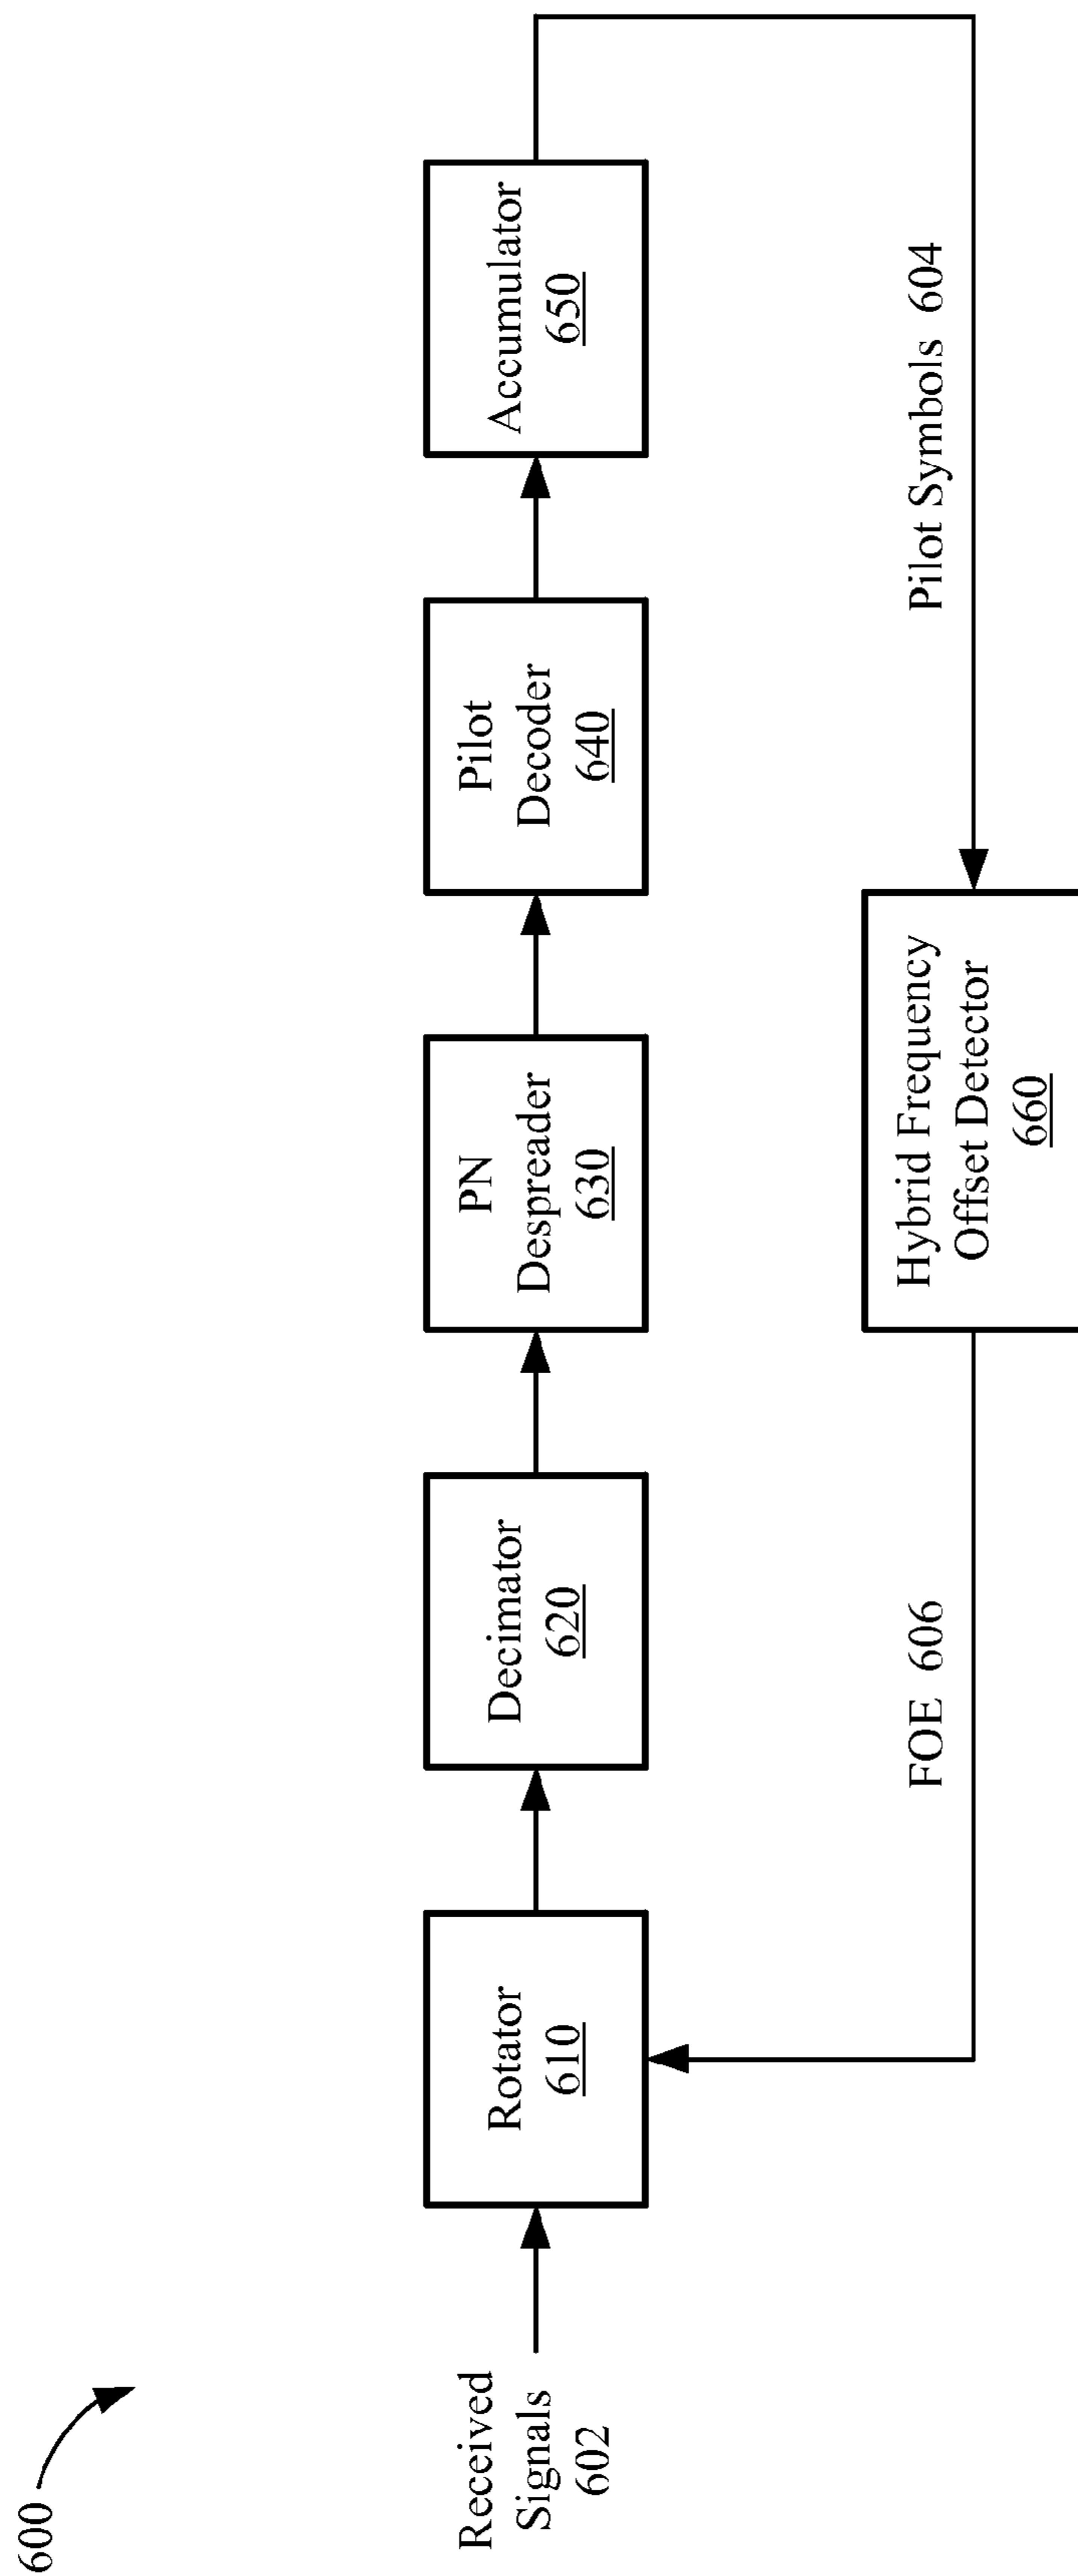 600
Received
Signals
602
Rotator
610
Decimator
620
PN
Despreader
630
Pilot
Decoder
640
Accumulator
650
FOE 606
Hybrid Frequency
Offset Detector
660
Pilot Symbols 604